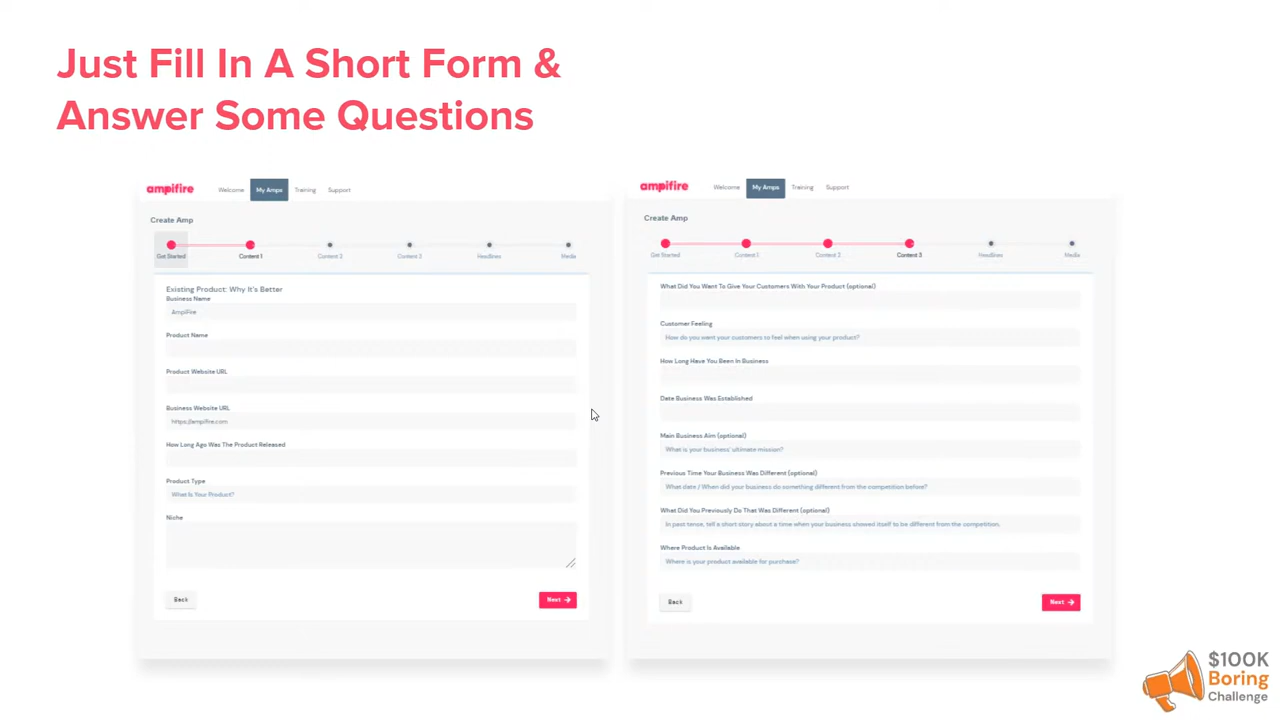 Just Fill In A Short Form &
Answer Some Questions
ampifire
Welcome
My Amps
Training
Support
Create Amp
Get Started
Content 1
Content 2
Content 3
Headlines
Media
Existing Product: Why It's Better
Business Name
AmpiFire
Product Name
Product Website URL
Business Website URL
https://ampifire.com
How Long Ago Was The Product Released
Product Type
What Is Your Product?
Niche
Back
Next →
ampifire
Welcome
My Amps
Training
Support
Create Amp
Get Started
Content 1
Content 2
Content 3
Headlines
Media
What Did You Want To Give Your Customers With Your Product (optional)
Customer Feeling
How do you want your customers to feel when using your product?
How Long Have You Been In Business
Date Business Was Established
Main Business Aim (optional)
What is your business' ultimate mission?
Previous Time Your Business Was Different (optional)
What date / When did your business do something different from the competition before?
What Did You Previously Do That Was Different (optional)
In past tense, tell a short story about a time when your business showed itself to be different from the competition.
Where Product Is Available
Where is your product available for purchase?
Back
Next →
$100K
Boring
Challenge